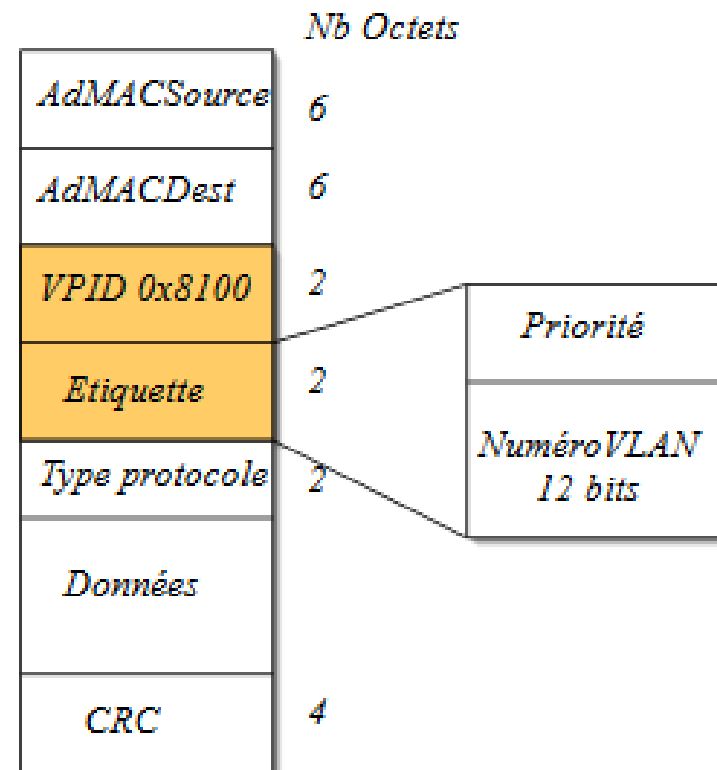 Nb Octets
AdMACSource 6
AdMACDest 6
VPID 0x8100 2
Etiquette 2
Type protocole 2
Données
CRC 4
Priorité
NuméroVLAN
12 bits